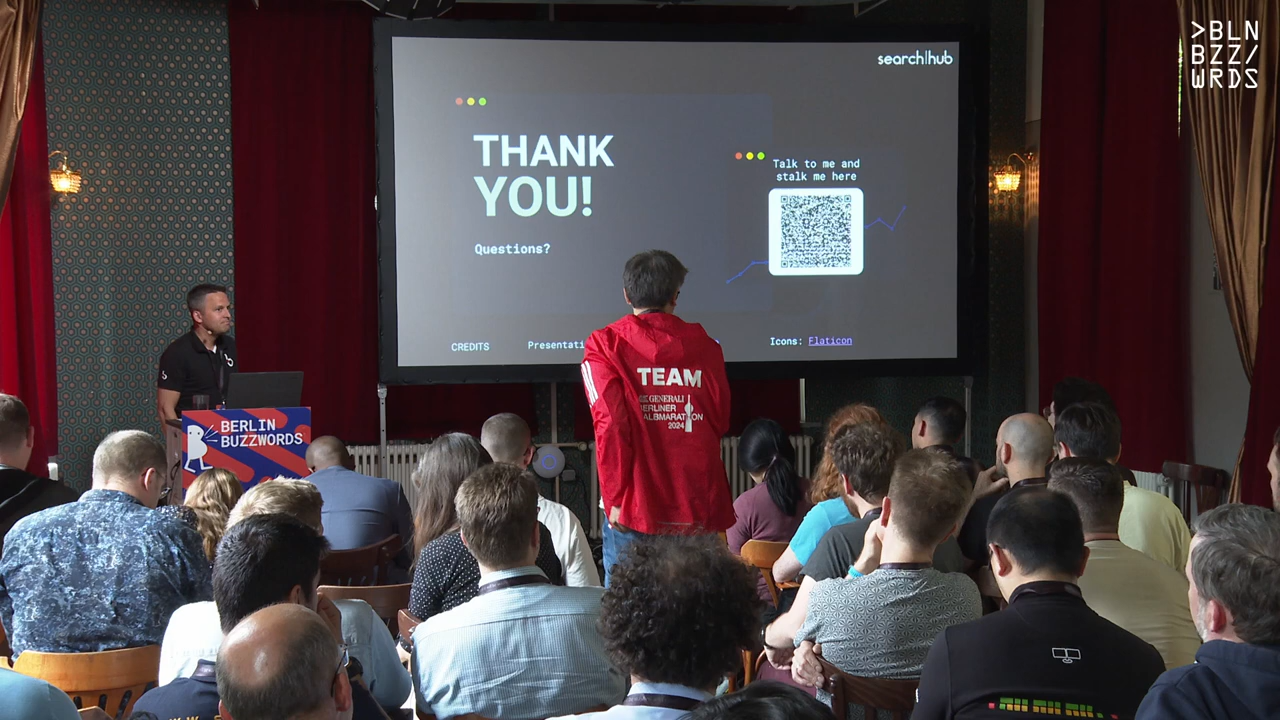 >BLN
BZZ/
WRDS
search|hub
THANK
YOU!
Questions?
Talk to me and
stalk me here
CREDITS
Icons: Flaticon
BERLIN
BUZZWORDS
TEAM
GENERALI
BERLINER
2024